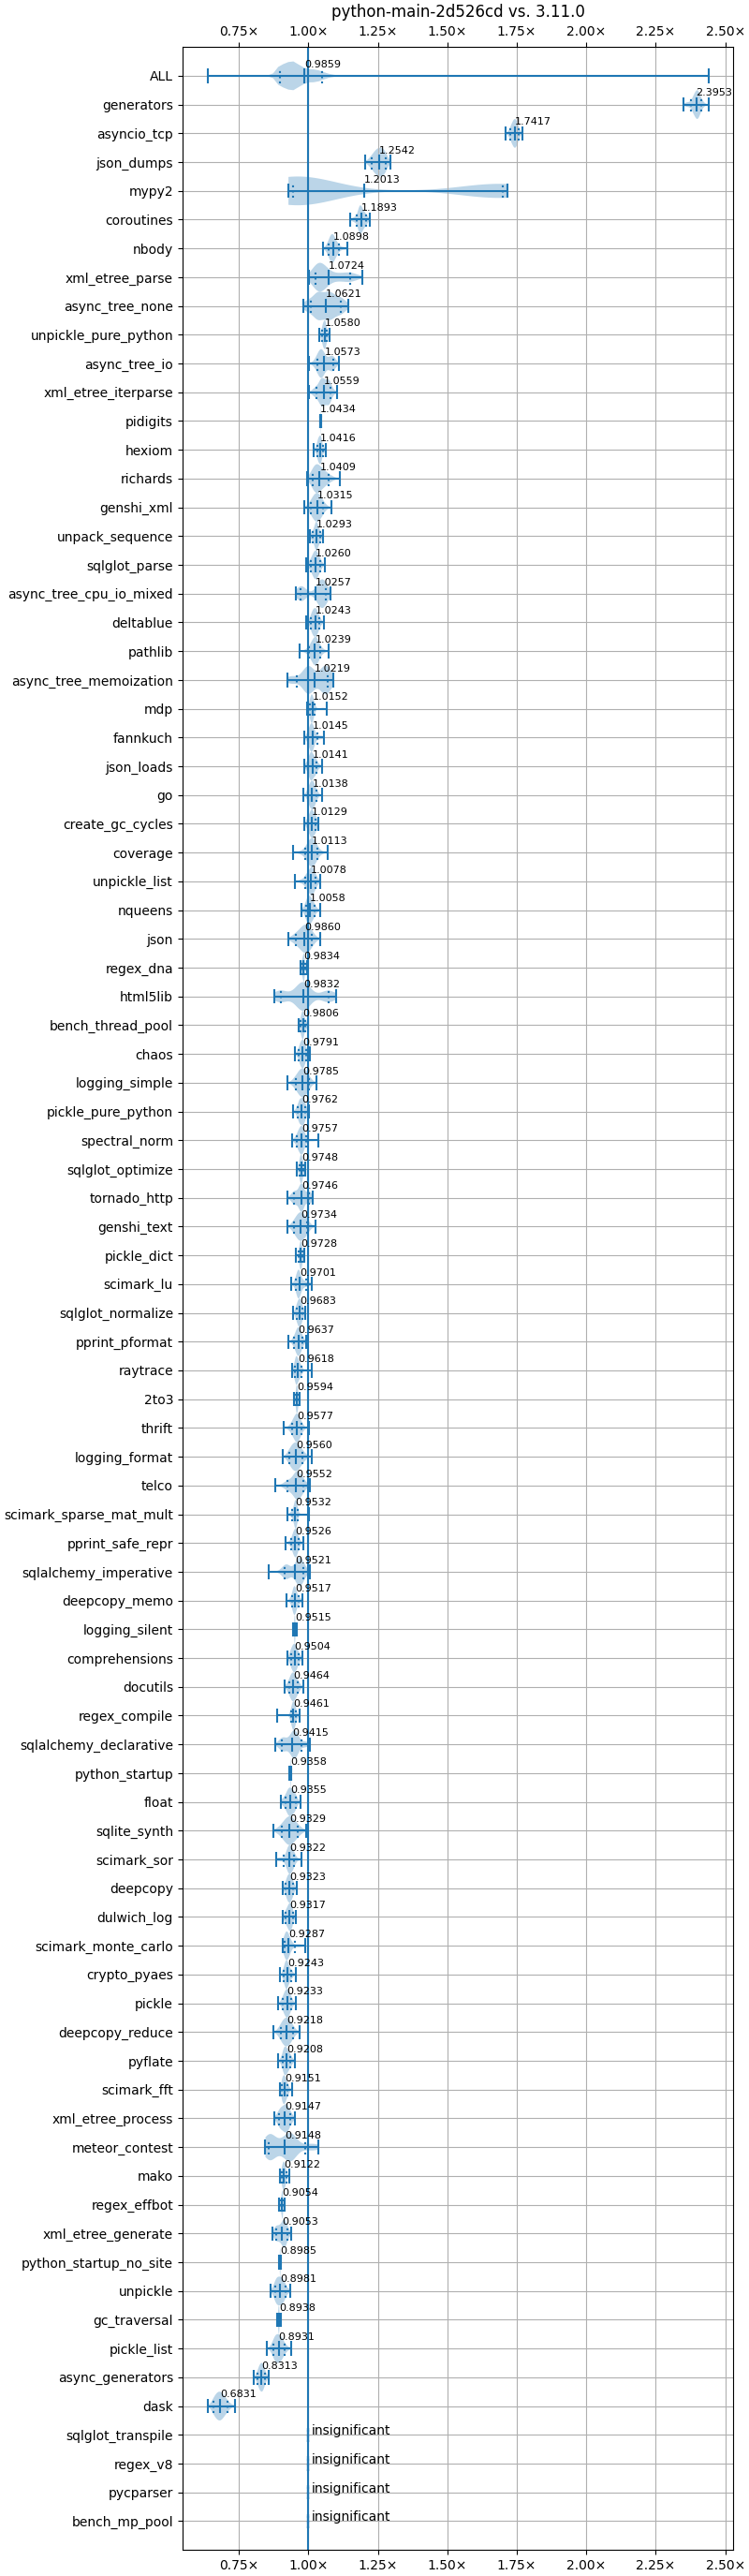 python-main-2d526cd vs. 3.11.0
0.75× 1.00× 1.25× 1.50× 1.75× 2.00× 2.25× 2.50×
ALL 0.9859
generators 2.3953
asyncio_tcp 1.7417
json_dumps 1.2542
mypy2 1.2013
coroutines 1.1893
nbody 1.0898
xml_etree_parse 1.0724
async_tree_none 1.0621
unpickle_pure_python 1.0580
async_tree_io 1.0573
xml_etree_iterparse 1.0559
pidigits 1.0434
hexiom 1.0416
richards 1.0409
genshi_xml 1.0315
unpack_sequence 1.0293
sqlglot_parse 1.0260
async_tree_cpu_io_mixed 1.0257
deltablue 1.0243
pathlib 1.0239
async_tree_memoization 1.0219
mdp 1.0152
fannkuch 1.0145
json_loads 1.0141
go 1.0138
create_gc_cycles 1.0129
coverage 1.0113
unpickle_list 1.0078
nqueens 1.0058
json 0.9860
regex_dna 0.9834
html5lib 0.9832
bench_thread_pool 0.9806
chaos 0.9791
logging_simple 0.9785
pickle_pure_python 0.9762
spectral_norm 0.9757
sqlglot_optimize 0.9748
tornado_http 0.9746
genshi_text 0.9734
pickle_dict 0.9728
scimark_lu 0.9701
sqlglot_normalize 0.9683
pprint_pformat 0.9637
raytrace 0.9618
2to3 0.9594
thrift 0.9577
logging_format 0.9560
telco 0.9552
scimark_sparse_mat_mult 0.9532
pprint_safe_repr 0.9526
sqlalchemy_imperative 0.9521
deepcopy_memo 0.9517
logging_silent 0.9515
comprehensions 0.9504
docutils 0.9464
regex_compile 0.9461
sqlalchemy_declarative 0.9415
python_startup 0.9358
float 0.9355
sqlite_synth 0.9329
scimark_sor 0.9322
deepcopy 0.9323
dulwich_log 0.9317
scimark_monte_carlo 0.9287
crypto_pyaes 0.9243
pickle 0.9233
deepcopy_reduce 0.9218
pyflate 0.9208
scimark_fft 0.9151
xml_etree_process 0.9147
meteor_contest 0.9148
mako 0.9122
regex_effbot 0.9054
xml_etree_generate 0.9053
python_startup_no_site 0.8985
unpickle 0.8981
gc_traversal 0.8938
pickle_list 0.8931
async_generators 0.8313
dask 0.6831
sqlglot_transpile insignificant
regex_v8 insignificant
pycparser insignificant
bench_mp_pool insignificant
0.75× 1.00× 1.25× 1.50× 1.75× 2.00× 2.25× 2.50×